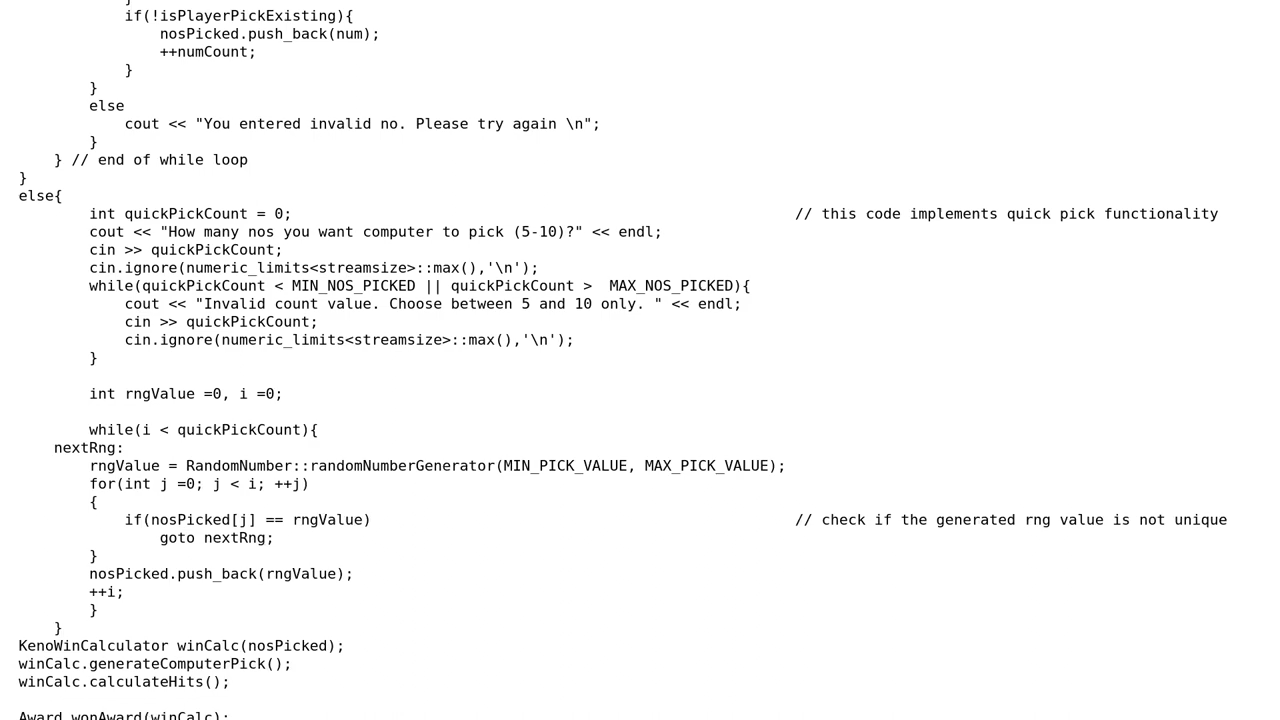 }
if(!isPlayerPickExisting){
nosPicked.push_back(num);
++numCount;
}
}
else
cout << "You entered invalid no. Please try again \n";
}
} // end of while loop
}
else{
int quickPickCount = 0; // this code implements quick pick functionality
cout << "How many nos you want computer to pick (5-10)?" << endl;
cin >> quickPickCount;
cin.ignore(numeric_limits<streamsize>::max(),'\n');
while(quickPickCount < MIN_NOS_PICKED || quickPickCount >  MAX_NOS_PICKED){
cout << "Invalid count value. Choose between 5 and 10 only. " << endl;
cin >> quickPickCount;
cin.ignore(numeric_limits<streamsize>::max(),'\n');
}
int rngValue =0, i =0;
while(i < quickPickCount){
nextRng:
rngValue = RandomNumber::randomNumberGenerator(MIN_PICK_VALUE, MAX_PICK_VALUE);
for(int j =0; j < i; ++j)
{
if(nosPicked[j] == rngValue) // check if the generated rng value is not unique
goto nextRng;
}
nosPicked.push_back(rngValue);
++i;
}
}
KenoWinCalculator winCalc(nosPicked);
winCalc.generateComputerPick();
winCalc.calculateHits();
Award wonAward(winCalc);